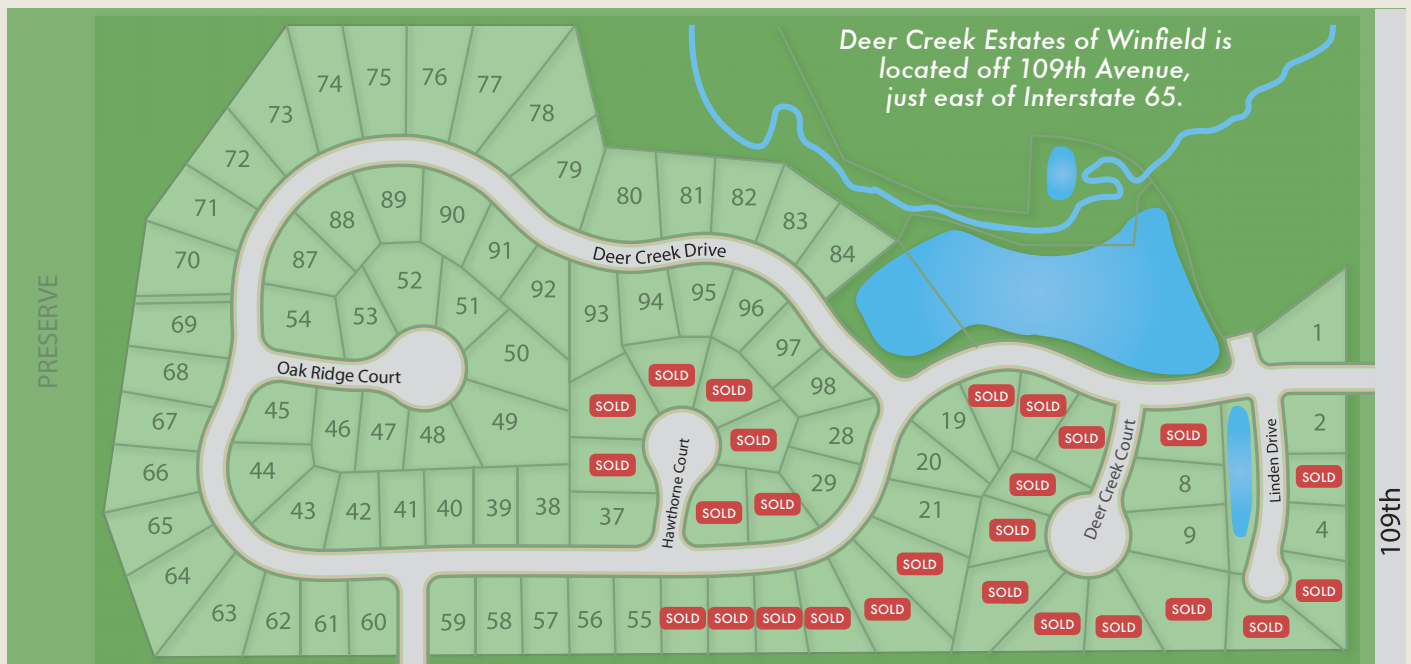 Deer Creek Estates of Winfield is
located off 109th Avenue,
just east of Interstate 65.
74
75
76
77
73
78
72
79
71
80
81
82
83
84
70
69
68
67
66
65
64
63
62
61
60
PRESERVE
88
89
90
91
87
92
52
51
53
54
50
49
Deer Creek Drive
93
94
95
96
97
98
Oak Ridge Court
45
46
47
48
44
43
42
41
40
39
38
37
SOLD
SOLD
SOLD
SOLD
SOLD
SOLD
SOLD
28
29
Hawthorne Court
59
58
57
56
55
SOLD
SOLD
SOLD
SOLD
SOLD
SOLD
19
20
21
SOLD
SOLD
SOLD
SOLD
SOLD
SOLD
SOLD
SOLD
SOLD
Deer Creek Court
SOLD
8
9
Linden Drive
1
2
SOLD
4
SOLD
SOLD
109th